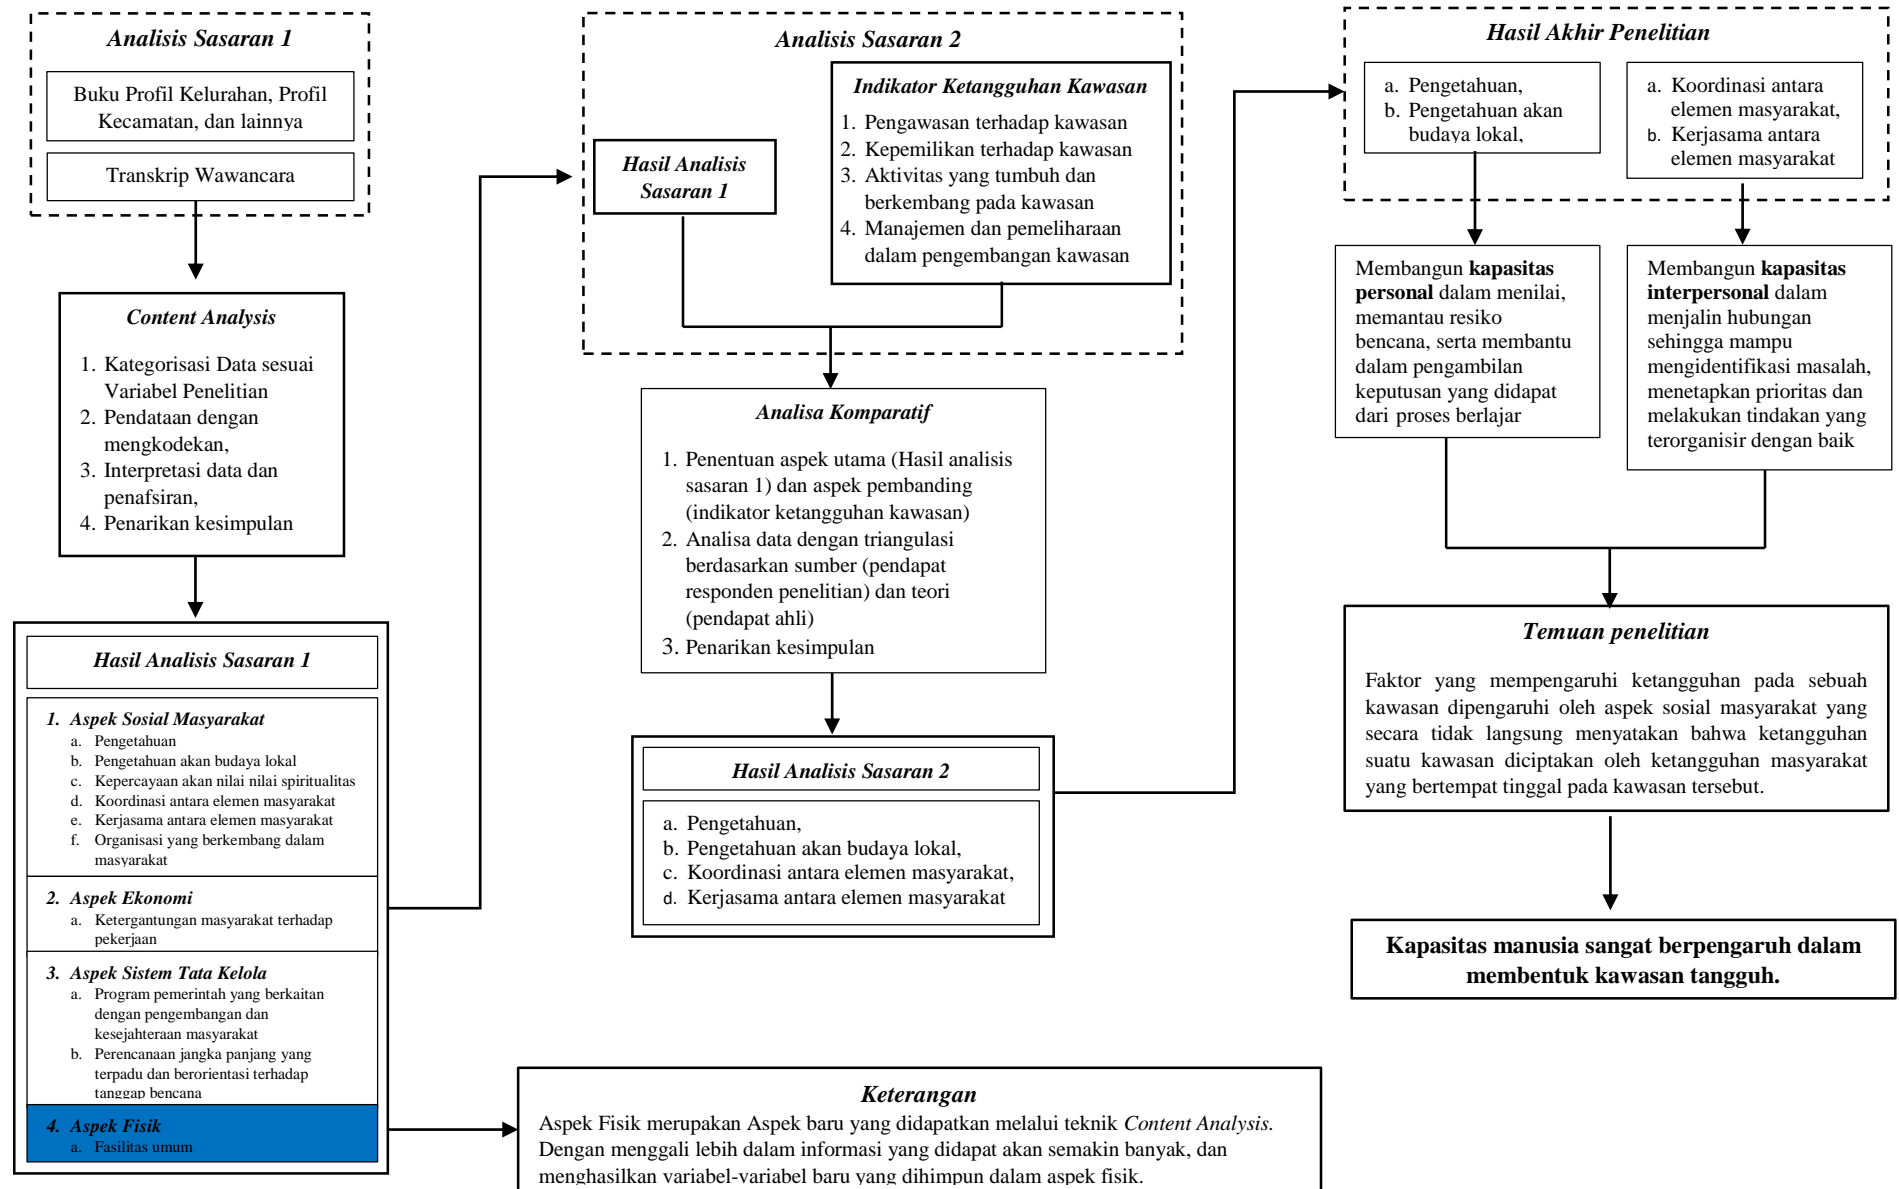 Analisis Sasaran 1
Buku Profil Kelurahan, Profil
Kecamatan, dan lainnya
Transkrip Wawancara
Content Analysis
1. Kategorisasi Data sesuai
Variabel Penelitian
2. Pendataan dengan
mengkodekan,
3. Interpretasi data dan
penafsiran,
4. Penarikan kesimpulan
Hasil Analisis Sasaran 1
1. Aspek Sosial Masyarakat
a. Pengetahuan
b. Pengetahuan akan budaya lokal
c. Kepercayaan akan nilai nilai spiritualitas
d. Koordinasi antara elemen masyarakat
e. Kerjasama antara elemen masyarakat
f. Organisasi yang berkembang dalam
masyarakat
2. Aspek Ekonomi
a. Ketergantungan masyarakat terhadap
pekerjaan
3. Aspek Sistem Tata Kelola
a. Program pemerintah yang berkaitan
dengan pengembangan dan
kesejahteraan masyarakat
b. Perencanaan jangka panjang yang
terpadu dan berorientasi terhadap
tanggap bencana
4. Aspek Fisik
a. Fasilitas umum
Analisis Sasaran 2
Hasil Analisis
Sasaran 1
Indikator Ketangguhan Kawasan
1. Pengawasan terhadap kawasan
2. Kepemilikan terhadap kawasan
3. Aktivitas yang tumbuh dan
berkembang pada kawasan
4. Manajemen dan pemeliharaan
dalam pengembangan kawasan
Analisa Komparatif
1. Penentuan aspek utama (Hasil analisis
sasaran 1) dan aspek pembanding
(indikator ketangguhan kawasan)
2. Analisa data dengan triangulasi
berdasarkan sumber (pendapat
responden penelitian) dan teori
(pendapat ahli)
3. Penarikan kesimpulan
Hasil Analisis Sasaran 2
a. Pengetahuan,
b. Pengetahuan akan budaya lokal,
c. Koordinasi antara elemen masyarakat,
d. Kerjasama antara elemen masyarakat
Keterangan
Aspek Fisik merupakan Aspek baru yang didapatkan melalui teknik Content Analysis.
Dengan menggali lebih dalam informasi yang didapat akan semakin banyak, dan
menghasilkan variabel-variabel baru yang dihimpun dalam aspek fisik.
Hasil Akhir Penelitian
a. Pengetahuan,
b. Pengetahuan akan
budaya lokal,
a. Koordinasi antara
elemen masyarakat,
b. Kerjasama antara
elemen masyarakat
Membangun kapasitas
personal dalam menilai,
memantau resiko
bencana, serta membantu
dalam pengambilan
keputusan yang didapat
dari proses berlajar
Membangun kapasitas
interpersonal dalam
menjalin hubungan
sehingga mampu
mengidentifikasi masalah,
menetapkan prioritas dan
melakukan tindakan yang
terorganisir dengan baik
Temuan penelitian
Faktor yang mempengaruhi ketangguhan pada sebuah
kawasan dipengaruhi oleh aspek sosial masyarakat yang
secara tidak langsung menyatakan bahwa ketangguhan
suatu kawasan diciptakan oleh ketangguhan masyarakat
yang bertempat tinggal pada kawasan tersebut.
Kapasitas manusia sangat berpengaruh dalam
membentuk kawasan tangguh.